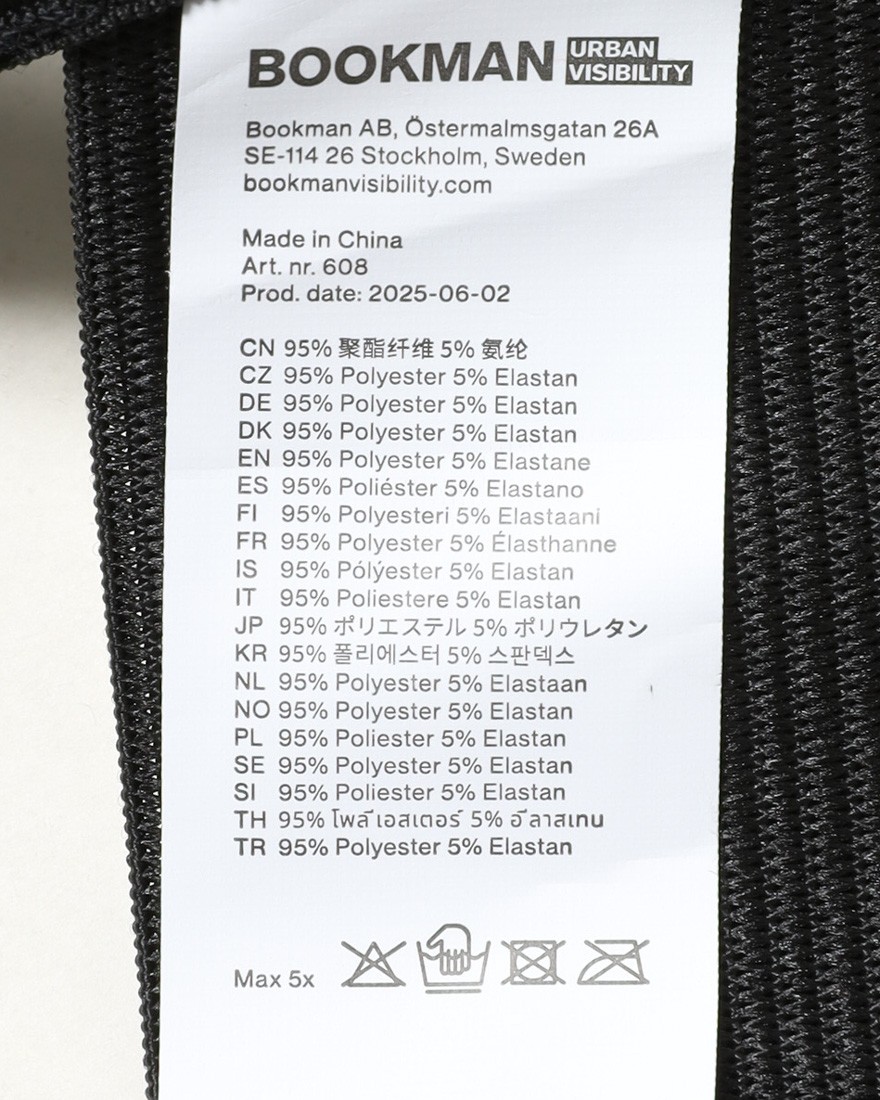 BOOKMAN URBAN VISIBILITY
Bookman AB, Östermalmsgatan 26A
SE-114 26 Stockholm, Sweden
bookmanvisibility.com
Made in China
Art. nr. 608
Prod. date: 2025-06-02
CN 95% 聚酯纤维 5% 氨纶
CZ 95% Polyester 5% Elastan
DE 95% Polyester 5% Elastan
DK 95% Polyester 5% Elastan
EN 95% Polyester 5% Elastane
ES 95% Poliéster 5% Elastano
FI 95% Polyesteri 5% Elastaani
FR 95% Polyester 5% Élasthanne
IS 95% Pólýester 5% Elastan
IT 95% Poliestere 5% Elastan
JP 95% ポリエステル 5% ポリウレタン
KR 95% 폴리에스터 5% 스판덱스
NL 95% Polyester 5% Elastaan
NO 95% Polyester 5% Elastan
PL 95% Poliester 5% Elastan
SE 95% Polyester 5% Elastan
SI 95% Poliester 5% Elastan
TH 95% โพลีเอสเตอร์ 5% อีลาสเทน
TR 95% Polyester 5% Elastan
Max 5x